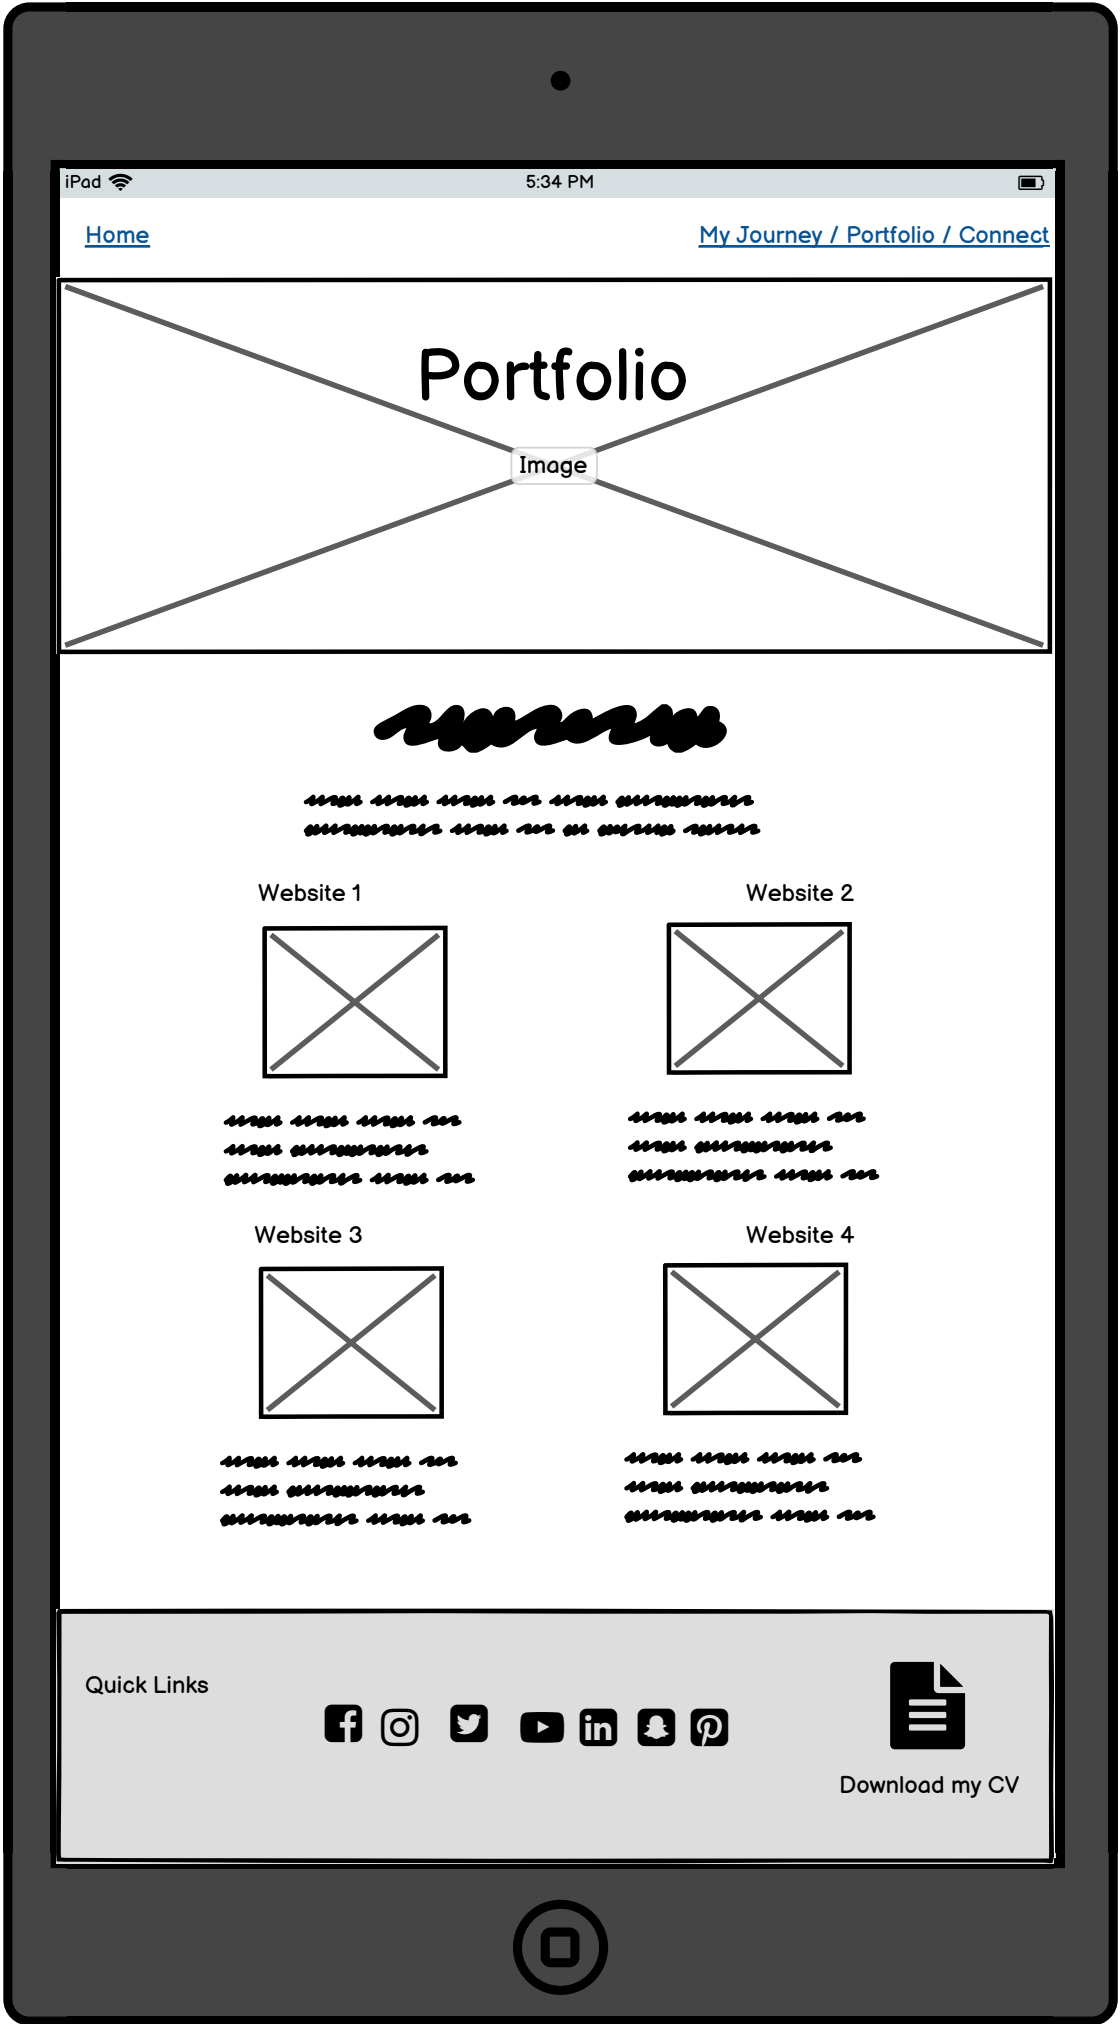 iPad 5:34 PM
Home My Journey / Portfolio / Connect
Portfolio
Image
Website 1 Website 2
Website 3 Website 4
Quick Links
Download my CV